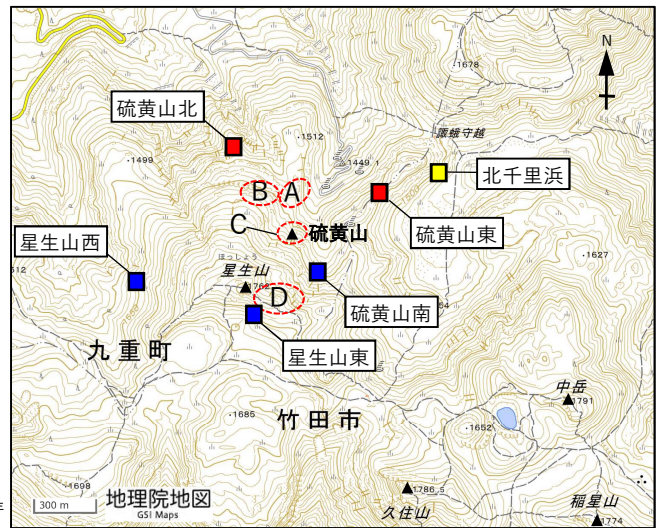 1678
N
硫黄山北
諏蛾守越
1512
1449.1
1499
北千里浜
B
A
硫黄山東
C
硫黄山
星生山西
ほっしょう
星生山
1762
1627
D
硫黄山南
九重町
星生山東
中岳
1791
竹田市
1685
1652
1698
1786.5
300 m
地理院地図
GSI Maps
久住山
稲星山
1774